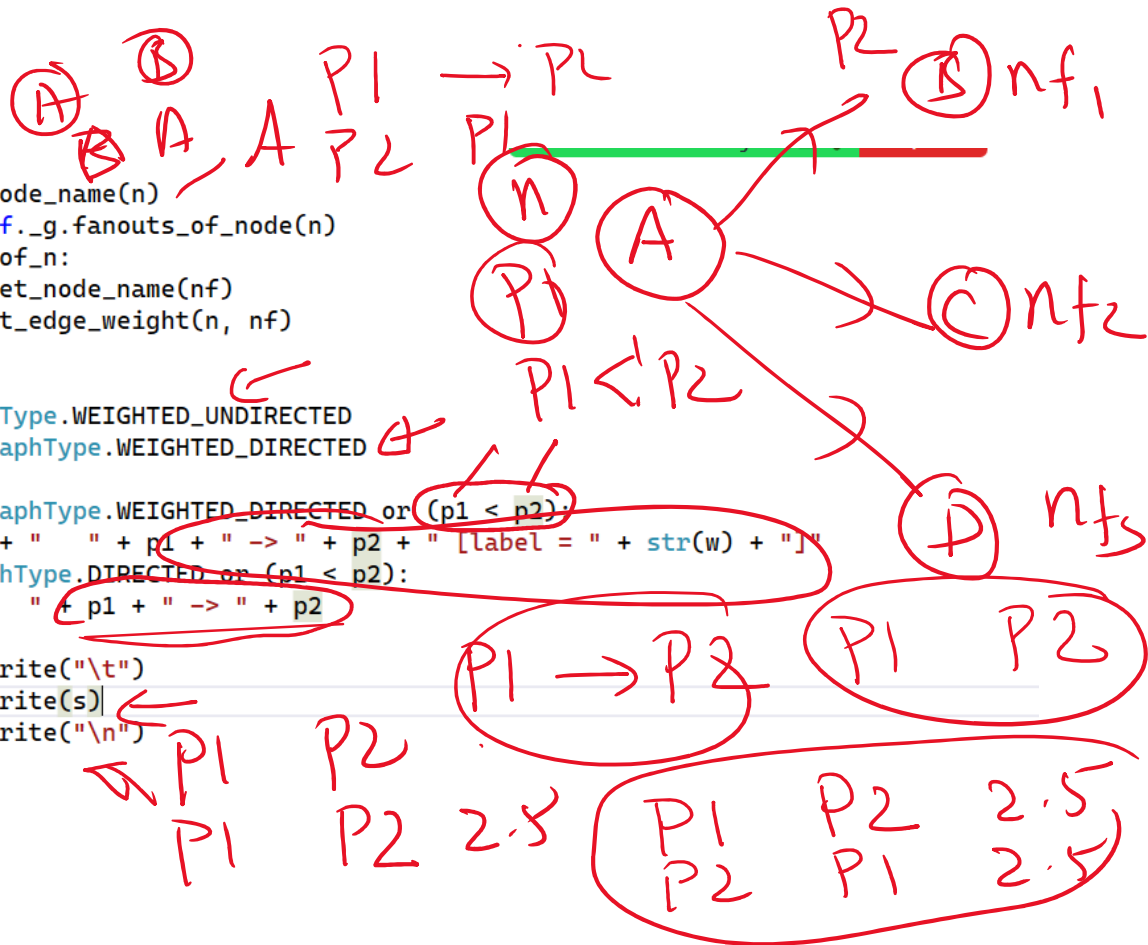 B P1 → P2 P2 B nf1
A A A P2 P1
ode_name(n) n A
f._g.fanouts_of_node(n)
of_n: P1
et_node_name(nf) C nf2
t_edge_weight(n, nf)
P1 < P2
Type.WEIGHTED_UNDIRECTED
aphType.WEIGHTED_DIRECTED
aphType.WEIGHTED_DIRECTED or (p1 < p2):
+ "   " + p1 + " -> " + p2 + " [label = " + str(w) + "]"
hType.DIRECTED or (p1 < p2):
" + p1 + " -> " + p2
D
P1 → P2 P1 P2
rite("\t")
rite(s)
rite("\n")
P1 P2
P1 P2 2.5
P1 P2 2.5
P2 P1 2.5